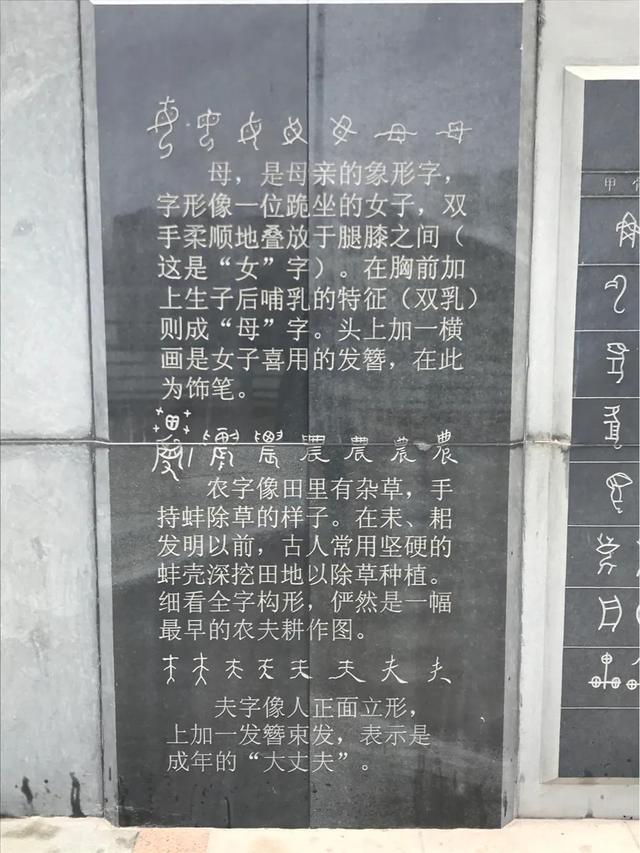 母，是母亲的象形字，
字形像一位跪坐的女子，双
手柔顺地叠放于腿膝之间（
这是“女”字）。在胸前加
上生子后哺乳的特征（双乳）
则成“母”字。头上加一横
画是女子喜用的发簪，在此
为饰笔。
農 農 農 農
农字像田里有杂草，手
持蚌除草的样子。在耒、耜
发明以前，古人常用坚硬的
蚌壳深挖田地以除草种植。
细看全字构形，俨然是一幅
最早的农夫耕作图。
夫 夫
夫字像人正面立形，
上加一发簪束发，表示是
成年的“大丈夫”。
甲